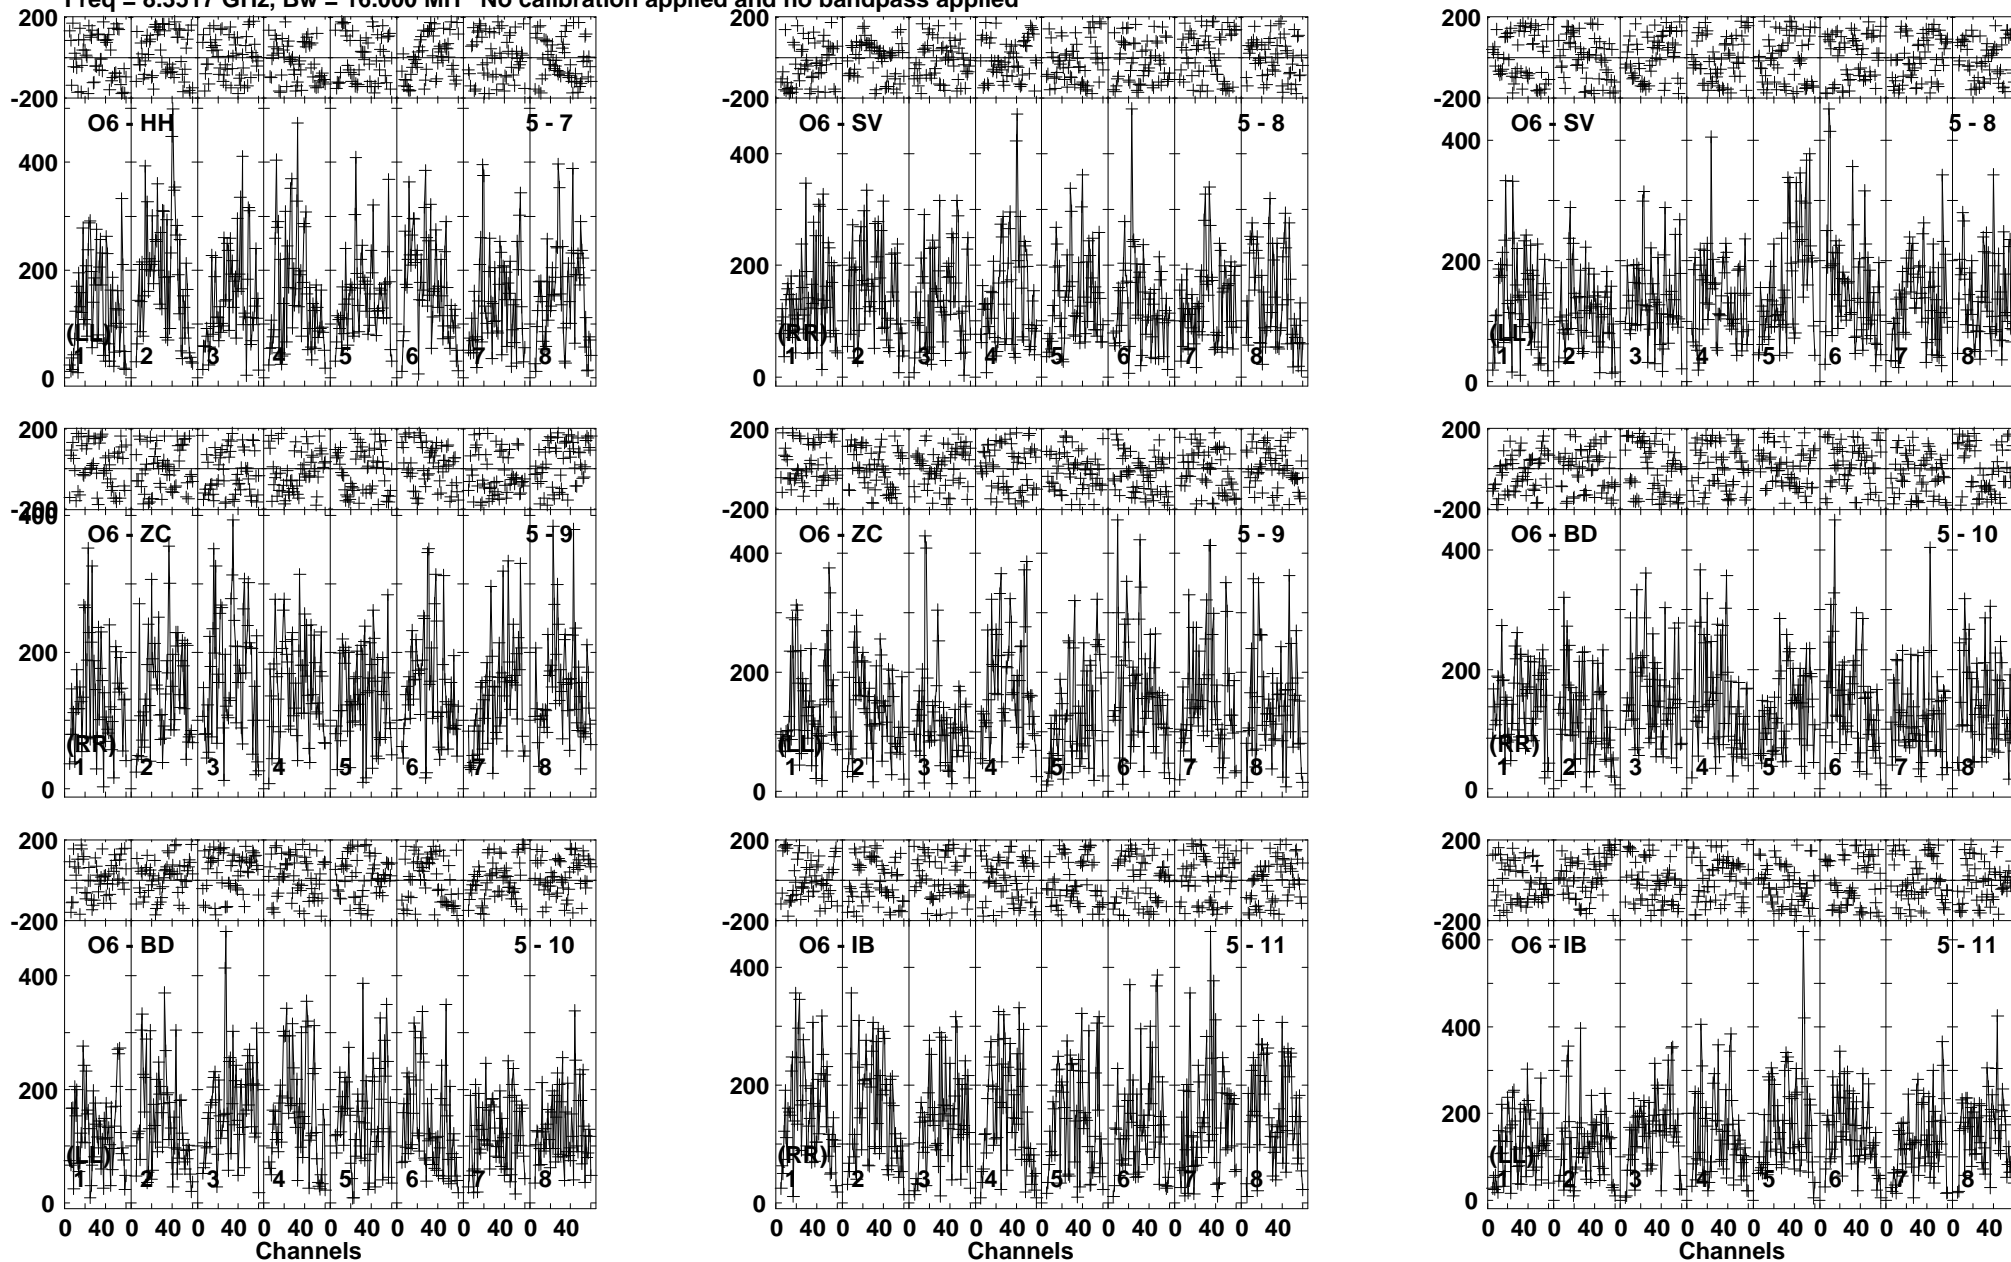 Freq = 8.3517 GHz, Bw = 16.000 MH No calibration applied and no bandpass applied
200 200 200
-200 -200 -200
O6 - HH 5 - 7 O6 - SV 5 - 8 O6 - SV 5 - 8
400 400 400
200 200 200
(LL) (RR) (LL)
1 2 3 4 5 6 7 8 1 2 3 4 5 6 7 8 1 2 3 4 5 6 7 8
0 0 0
200 200 200
-200 -200 -200
400
O6 - ZC 5 - 9 O6 - ZC 5 - 9 O6 - BD 5 - 10
400 400
200 200 200
(RR) (LL) (RR)
1 2 3 4 5 6 7 8 1 2 3 4 5 6 7 8 1 2 3 4 5 6 7 8
0 0 0
200 200 200
-200 -200 -200
O6 - BD 5 - 10 O6 - IB 5 - 11 O6 - IB 5 - 11
600
400 400 400
200 200 200
(LL) (RR) (LL)
1 2 3 4 5 6 7 8 1 2 3 4 5 6 7 8 1 2 3 4 5 6 7 8
0 0 0
0 40 0 40 0 40 0 40 0 40 0 40 0 40 0 40 0 40 0 40 0 40 0 40 0 40 0 40 0 40 0 40 0 40 0 40 0 40 0 40 0 40 0 40 0 40 0 40
Channels Channels Channels